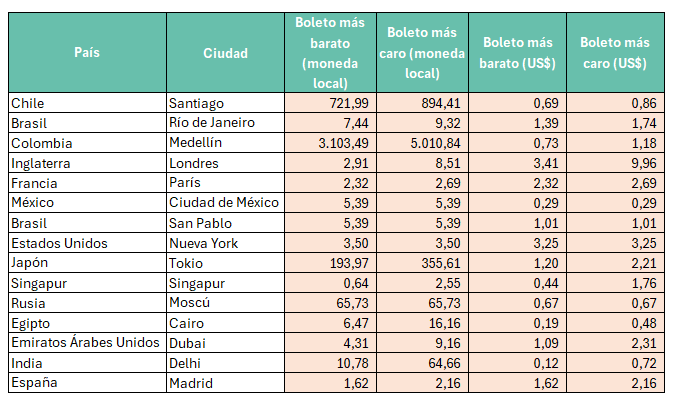 País Ciudad Boleto más barato (moneda local) Boleto más caro (moneda local) Boleto más barato (US$) Boleto más caro (US$)
Chile Santiago 721,99 894,41 0,69 0,86
Brasil Río de Janeiro 7,44 9,32 1,39 1,74
Colombia Medellín 3.103,49 5.010,84 0,73 1,18
Inglaterra Londres 2,91 8,51 3,41 9,96
Francia París 2,32 2,69 2,32 2,69
México Ciudad de México 5,39 5,39 0,29 0,29
Brasil San Pablo 5,39 5,39 1,01 1,01
Estados Unidos Nueva York 3,50 3,50 3,25 3,25
Japón Tokio 193,97 355,61 1,20 2,21
Singapur Singapur 0,64 2,55 0,44 1,76
Rusia Moscú 65,73 65,73 0,67 0,67
Egipto Cairo 6,47 16,16 0,19 0,48
Emiratos Árabes Unidos Dubai 4,31 9,16 1,09 2,31
India Delhi 10,78 64,66 0,12 0,72
España Madrid 1,62 2,16 1,62 2,16